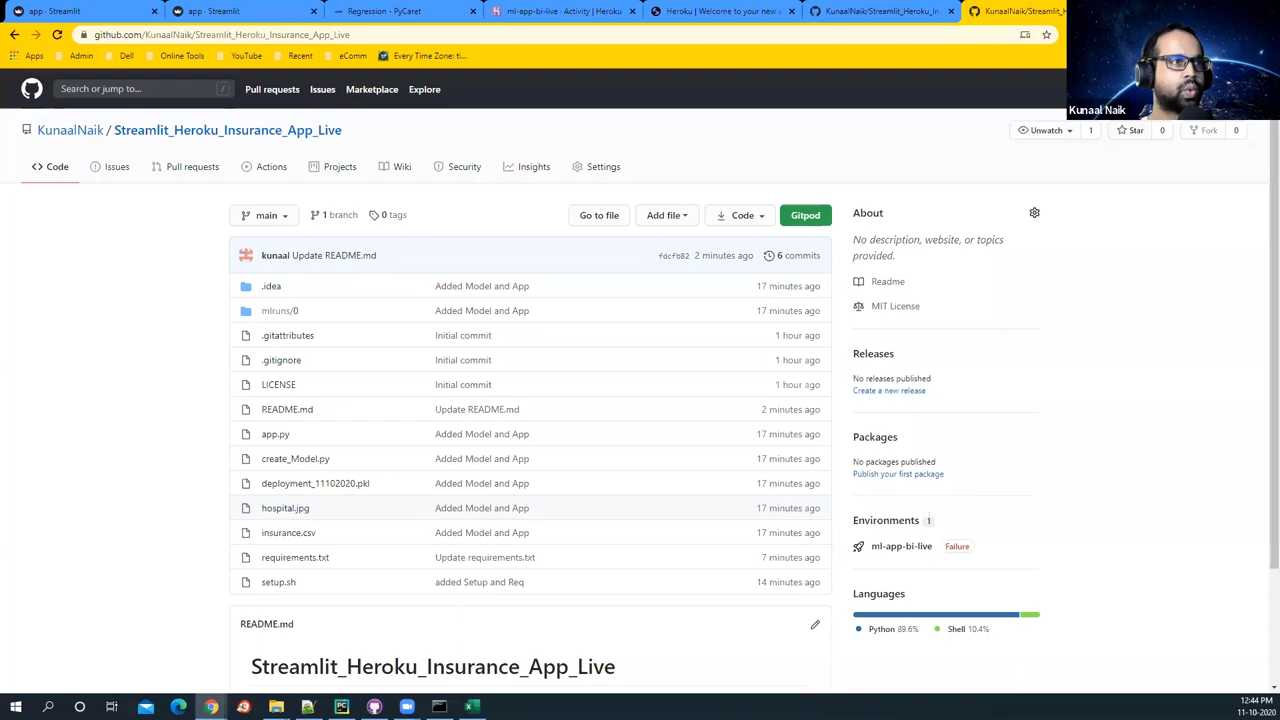 app - Streamlit
app - Streamlit
Regression - PyCaret
ml-app-bi-live - Activity | Heroku
Heroku | Welcome to your new a
KunaalNaik/Streamlit_Heroku_In
KunaalNaik/Streamlit_H
github.com/KunaalNaik/Streamlit_Heroku_Insurance_App_Live
Apps Admin Dell Online Tools YouTube Recent eComm Every Time Zone: ti...
Kunaal Naik
Search or jump to... /
Pull requests Issues Marketplace Explore
KunaalNaik / Streamlit_Heroku_Insurance_App_Live
Unwatch 1 Star 0 Fork 0
Code Issues Pull requests Actions Projects Wiki Security Insights Settings
main 1 branch 0 tags Go to file Add file Code Gitpod
kunaal Update README.md fdcfb82 2 minutes ago 6 commits
.idea Added Model and App 17 minutes ago
mlruns/0 Added Model and App 17 minutes ago
.gitattributes Initial commit 1 hour ago
.gitignore Initial commit 1 hour ago
LICENSE Initial commit 1 hour ago
README.md Update README.md 2 minutes ago
app.py Added Model and App 17 minutes ago
create_Model.py Added Model and App 17 minutes ago
deployment_11102020.pkl Added Model and App 17 minutes ago
hospital.jpg Added Model and App 17 minutes ago
insurance.csv Added Model and App 17 minutes ago
requirements.txt Update requirements.txt 7 minutes ago
setup.sh added Setup and Req 14 minutes ago
README.md
Streamlit_Heroku_Insurance_App_Live
About
No description, website, or topics
provided.
Readme
MIT License
Releases
No releases published
Create a new release
Packages
No packages published
Publish your first package
Environments 1
ml-app-bi-live Failure
Languages
Python 89.6% Shell 10.4%
12:44 PM
11-10-2020